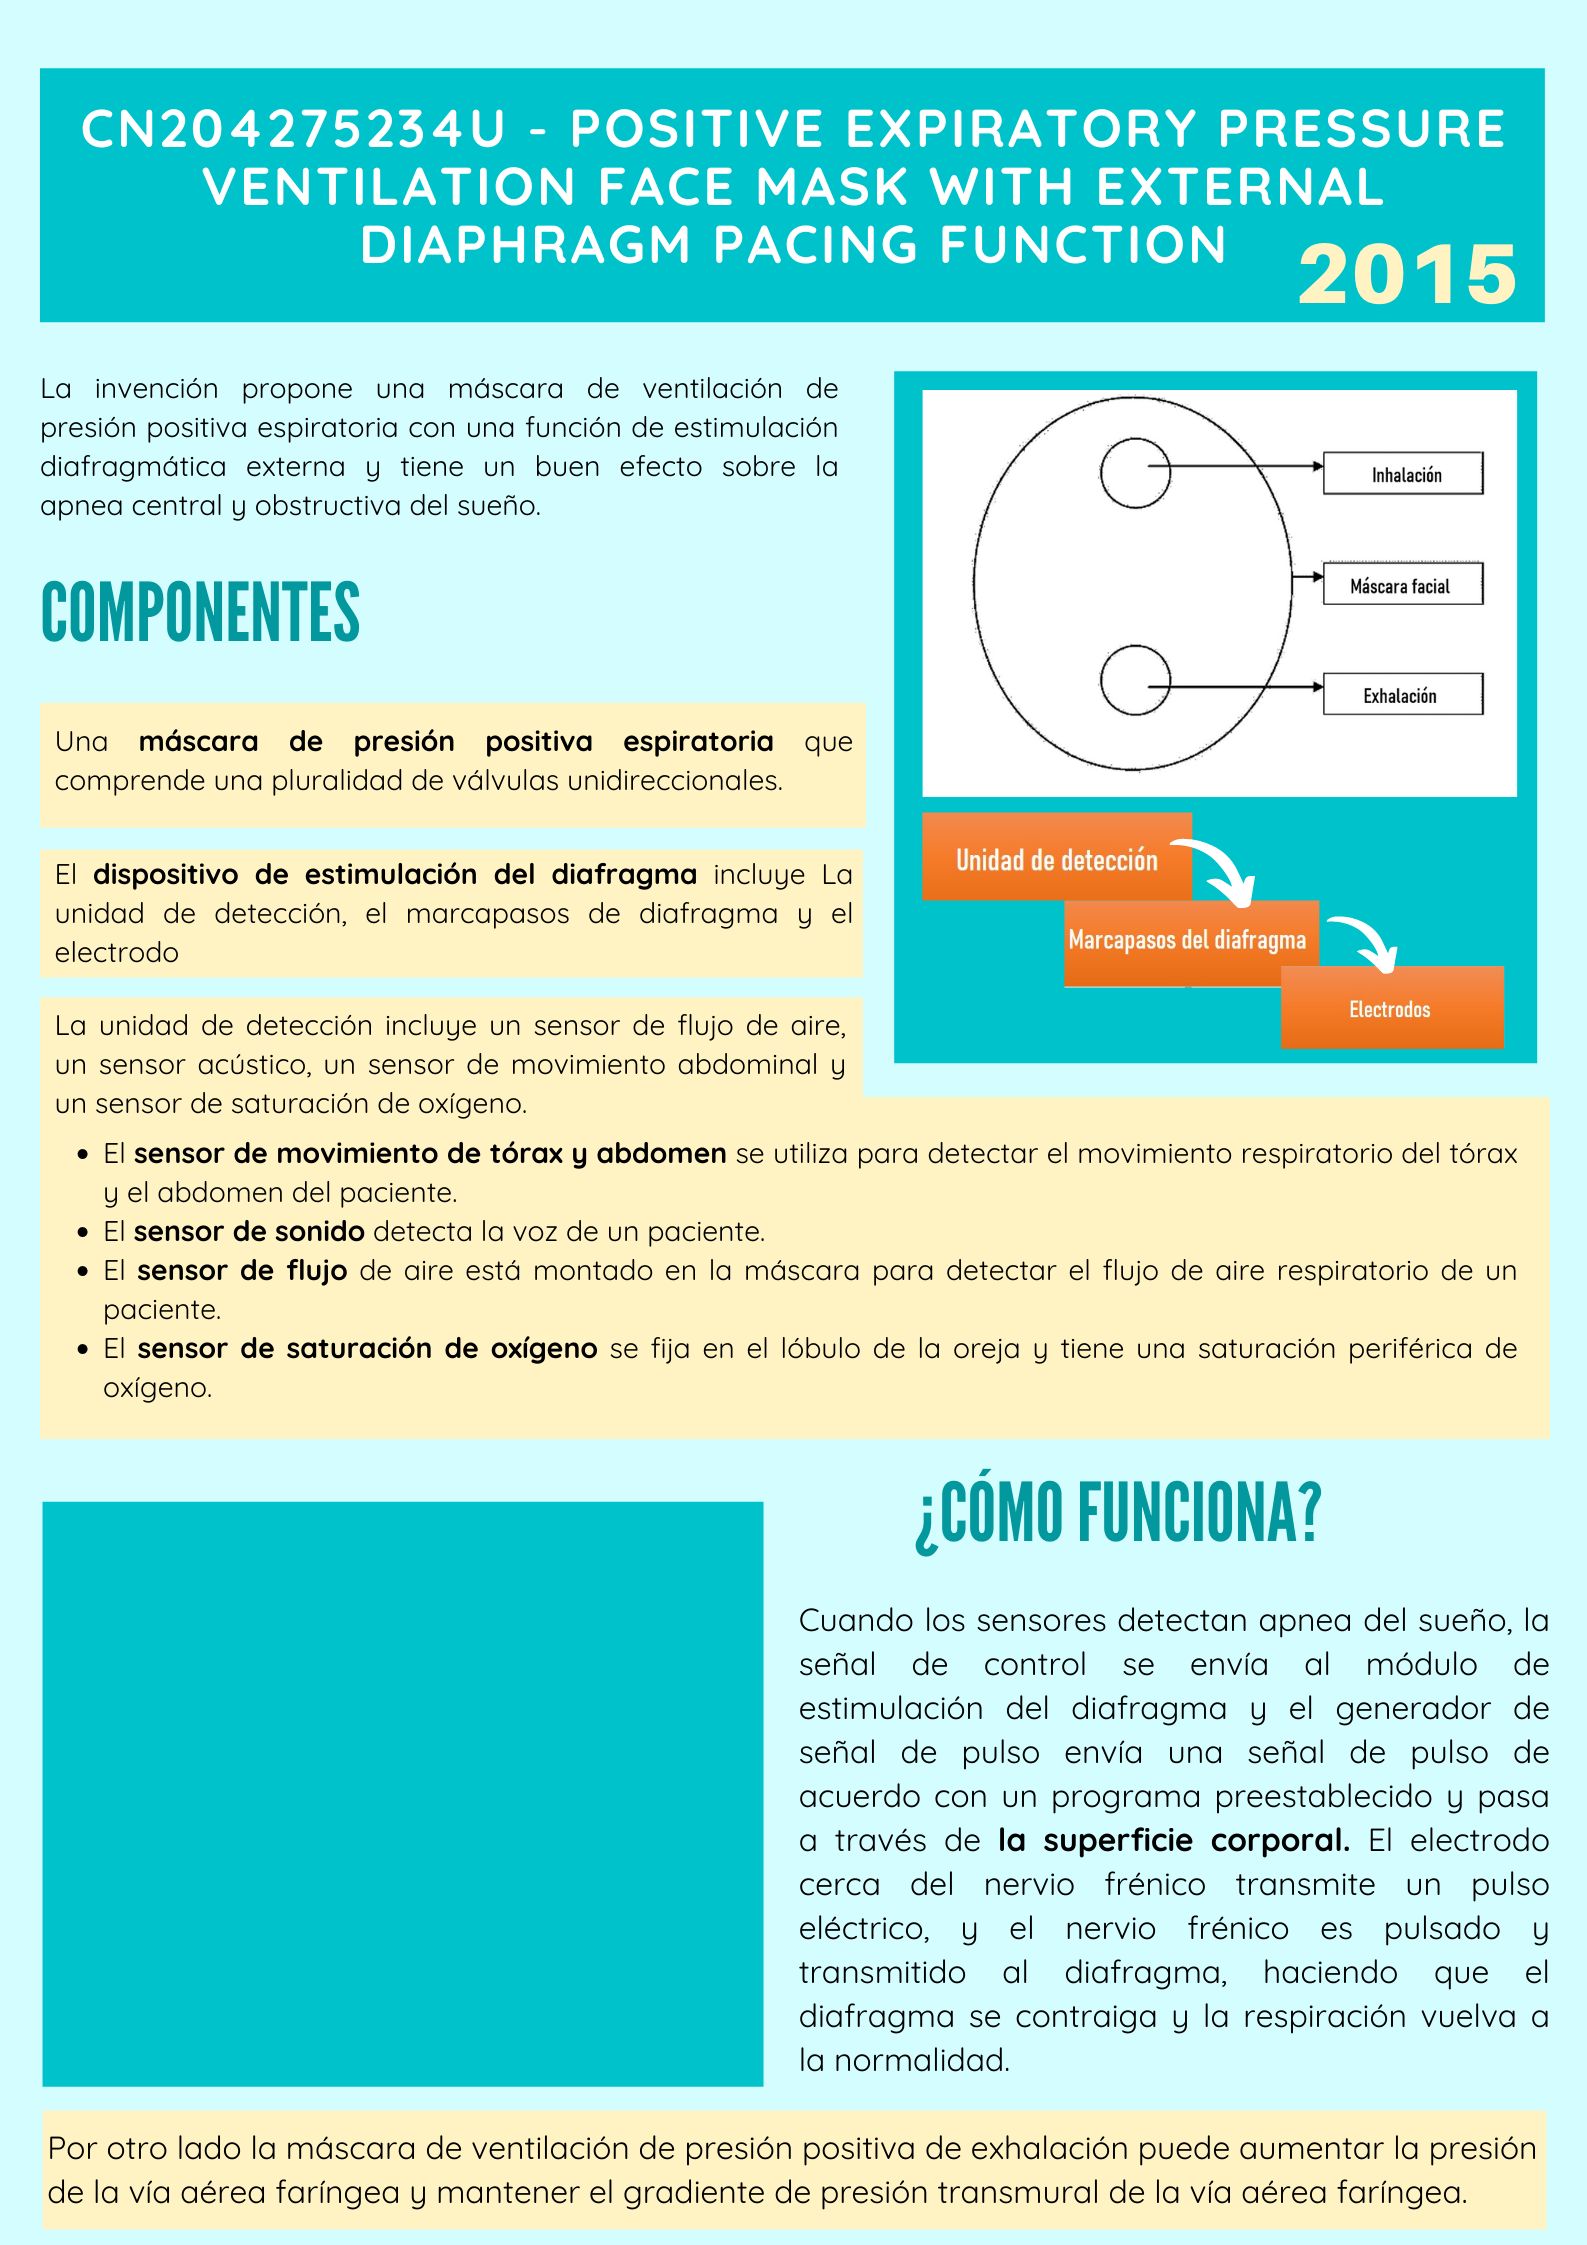 CN204275234U - POSITIVE EXPIRATORY PRESSURE
VENTILATION FACE MASK WITH EXTERNAL
DIAPHRAGM PACING FUNCTION
2015
La invención propone una máscara de ventilación de
presión positiva espiratoria con una función de estimulación
diafragmática externa y tiene un buen efecto sobre la
apnea central y obstructiva del sueño.
COMPONENTES
Una máscara de presión positiva espiratoria que
comprende una pluralidad de válvulas unidireccionales.
El dispositivo de estimulación del diafragma incluye La
unidad de detección, el marcapasos de diafragma y el
electrodo
Inhalación
Máscara facial
Exhalación
Unidad de detección
Marcapasos del diafragma
Electrodos
La unidad de detección incluye un sensor de flujo de aire,
un sensor acústico, un sensor de movimiento abdominal y
un sensor de saturación de oxígeno.
• El sensor de movimiento de tórax y abdomen se utiliza para detectar el movimiento respiratorio del tórax
y el abdomen del paciente.
• El sensor de sonido detecta la voz de un paciente.
• El sensor de flujo de aire está montado en la máscara para detectar el flujo de aire respiratorio de un
paciente.
• El sensor de saturación de oxígeno se fija en el lóbulo de la oreja y tiene una saturación periférica de
oxígeno.
¿CÓMO FUNCIONA?
Cuando los sensores detectan apnea del sueño, la
señal de control se envía al módulo de
estimulación del diafragma y el generador de
señal de pulso envía una señal de pulso de
acuerdo con un programa preestablecido y pasa
a través de la superficie corporal. El electrodo
cerca del nervio frénico transmite un pulso
eléctrico, y el nervio frénico es pulsado y
transmitido al diafragma, haciendo que el
diafragma se contraiga y la respiración vuelva a
la normalidad.
Por otro lado la máscara de ventilación de presión positiva de exhalación puede aumentar la presión
de la vía aérea faríngea y mantener el gradiente de presión transmural de la vía aérea faríngea.